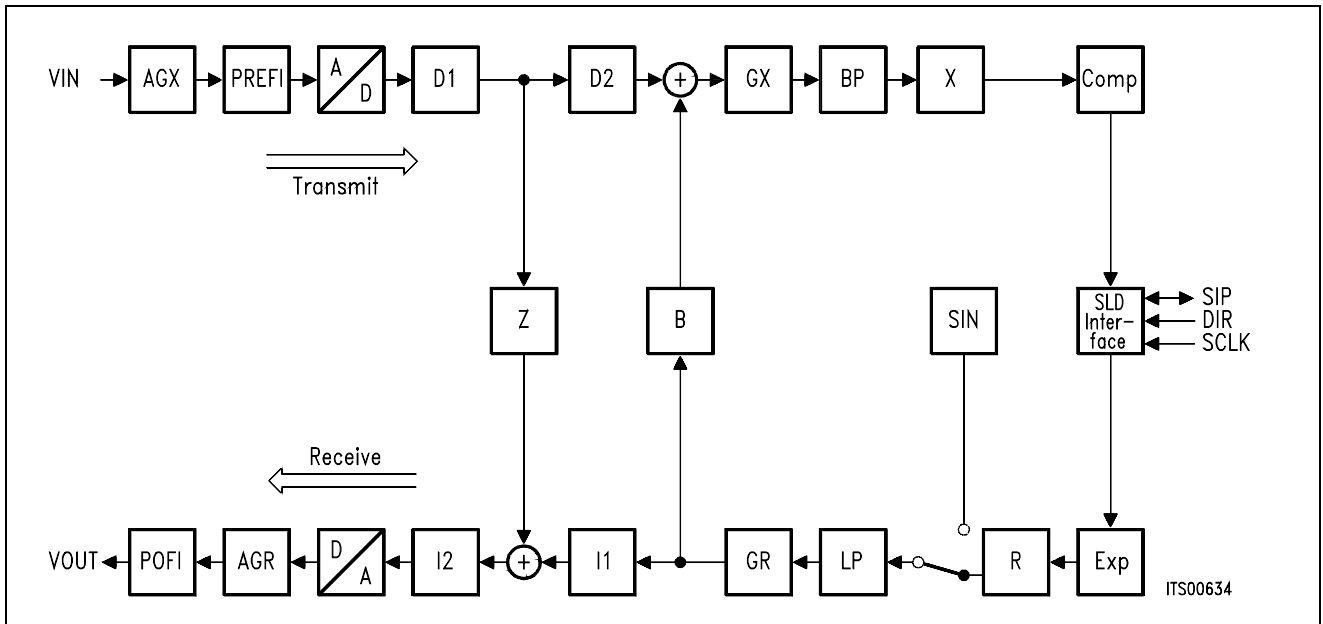 VIN AGX PREFI A D D1 D2 + GX BP X Comp
Transmit
Z B SIN SLD Inter- face SIP DIR SCLK
Receive
VOUT POFI AGR D A I2 + I1 GR LP R Exp
ITS00634